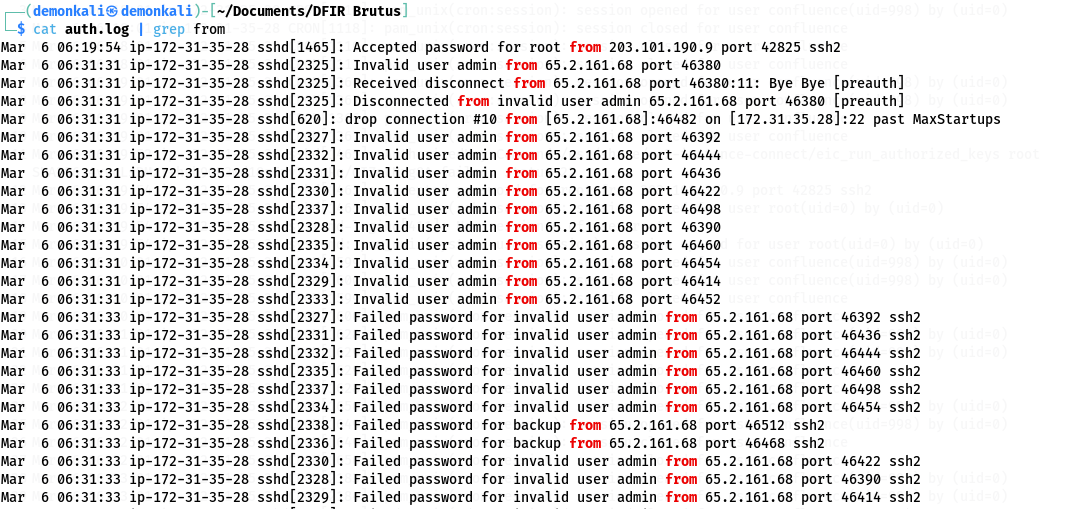 ┌──(demonkali㉿demonkali)-[~/Documents/DFIR Brutus]
└─$ cat auth.log | grep from
Mar  6 06:19:54 ip-172-31-35-28 sshd[1465]: Accepted password for root from 203.101.190.9 port 42825 ssh2
Mar  6 06:31:31 ip-172-31-35-28 sshd[2325]: Invalid user admin from 65.2.161.68 port 46380
Mar  6 06:31:31 ip-172-31-35-28 sshd[2325]: Received disconnect from 65.2.161.68 port 46380:11: Bye Bye [preauth]
Mar  6 06:31:31 ip-172-31-35-28 sshd[2325]: Disconnected from invalid user admin 65.2.161.68 port 46380 [preauth]
Mar  6 06:31:31 ip-172-31-35-28 sshd[620]: drop connection #10 from [65.2.161.68]:46482 on [172.31.35.28]:22 past MaxStartups
Mar  6 06:31:31 ip-172-31-35-28 sshd[2327]: Invalid user admin from 65.2.161.68 port 46392
Mar  6 06:31:31 ip-172-31-35-28 sshd[2332]: Invalid user admin from 65.2.161.68 port 46444
Mar  6 06:31:31 ip-172-31-35-28 sshd[2331]: Invalid user admin from 65.2.161.68 port 46436
Mar  6 06:31:31 ip-172-31-35-28 sshd[2330]: Invalid user admin from 65.2.161.68 port 46422
Mar  6 06:31:31 ip-172-31-35-28 sshd[2337]: Invalid user admin from 65.2.161.68 port 46498
Mar  6 06:31:31 ip-172-31-35-28 sshd[2328]: Invalid user admin from 65.2.161.68 port 46390
Mar  6 06:31:31 ip-172-31-35-28 sshd[2335]: Invalid user admin from 65.2.161.68 port 46460
Mar  6 06:31:31 ip-172-31-35-28 sshd[2334]: Invalid user admin from 65.2.161.68 port 46454
Mar  6 06:31:31 ip-172-31-35-28 sshd[2329]: Invalid user admin from 65.2.161.68 port 46414
Mar  6 06:31:31 ip-172-31-35-28 sshd[2333]: Invalid user admin from 65.2.161.68 port 46452
Mar  6 06:31:33 ip-172-31-35-28 sshd[2327]: Failed password for invalid user admin from 65.2.161.68 port 46392 ssh2
Mar  6 06:31:33 ip-172-31-35-28 sshd[2331]: Failed password for invalid user admin from 65.2.161.68 port 46436 ssh2
Mar  6 06:31:33 ip-172-31-35-28 sshd[2332]: Failed password for invalid user admin from 65.2.161.68 port 46444 ssh2
Mar  6 06:31:33 ip-172-31-35-28 sshd[2335]: Failed password for invalid user admin from 65.2.161.68 port 46460 ssh2
Mar  6 06:31:33 ip-172-31-35-28 sshd[2337]: Failed password for invalid user admin from 65.2.161.68 port 46498 ssh2
Mar  6 06:31:33 ip-172-31-35-28 sshd[2334]: Failed password for invalid user admin from 65.2.161.68 port 46454 ssh2
Mar  6 06:31:33 ip-172-31-35-28 sshd[2338]: Failed password for backup from 65.2.161.68 port 46512 ssh2
Mar  6 06:31:33 ip-172-31-35-28 sshd[2336]: Failed password for backup from 65.2.161.68 port 46468 ssh2
Mar  6 06:31:33 ip-172-31-35-28 sshd[2330]: Failed password for invalid user admin from 65.2.161.68 port 46422 ssh2
Mar  6 06:31:33 ip-172-31-35-28 sshd[2328]: Failed password for invalid user admin from 65.2.161.68 port 46390 ssh2
Mar  6 06:31:33 ip-172-31-35-28 sshd[2329]: Failed password for invalid user admin from 65.2.161.68 port 46414 ssh2